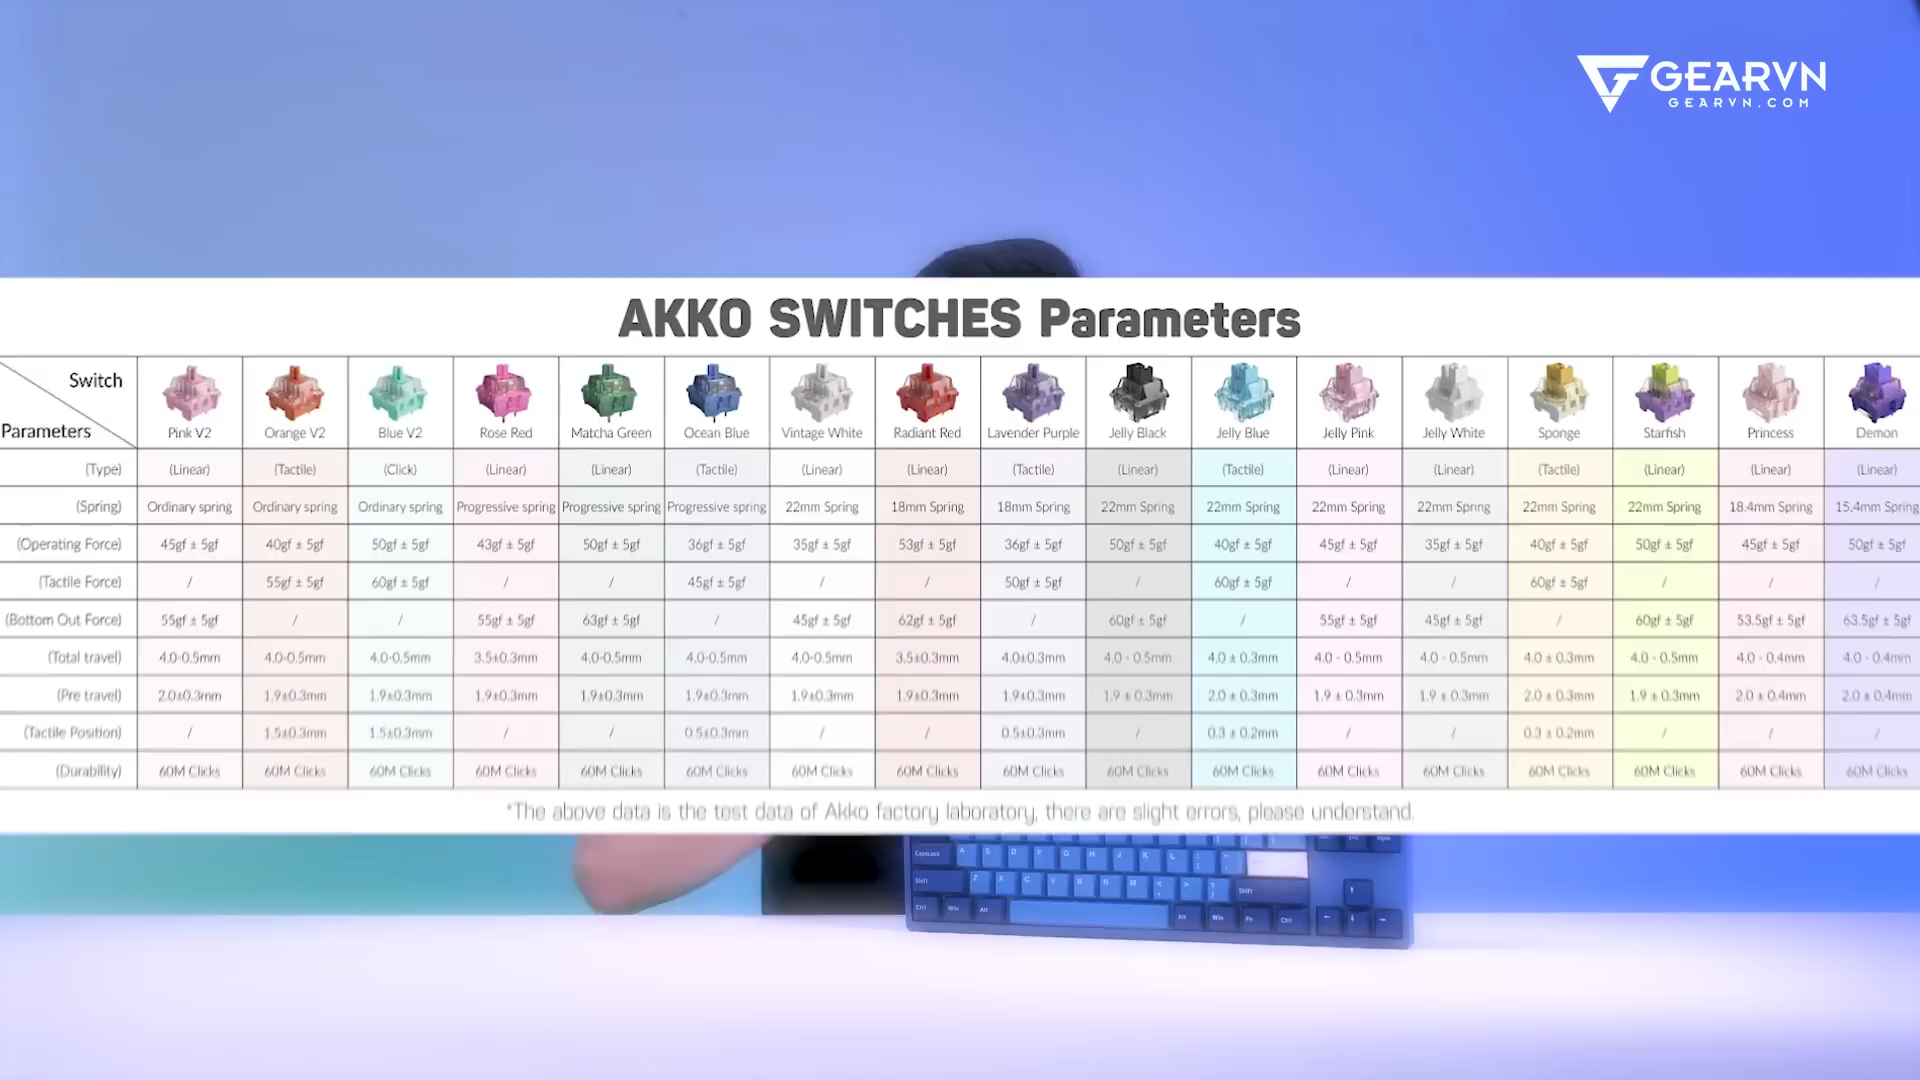 GEARVN
GEARVN.COM
AKKO SWITCHES Parameters
Switch
Parameters
Pink V2 Orange V2 Blue V2 Rose Red Matcha Green Ocean Blue Vintage White Radiant Red Lavender Purple Jelly Black Jelly Blue Jelly Pink Jelly White Sponge Starfish Princess Demon
(Type) (Linear) (Tactile) (Click) (Linear) (Linear) (Tactile) (Linear) (Linear) (Tactile) (Linear) (Tactile) (Linear) (Linear) (Tactile) (Linear) (Linear) (Linear)
(Spring) Ordinary spring Ordinary spring Ordinary spring Progressive spring Progressive spring Progressive spring 22mm Spring 18mm Spring 18mm Spring 22mm Spring 22mm Spring 22mm Spring 22mm Spring 22mm Spring 22mm Spring 18.4mm Spring 15.4mm Spring
(Operating Force) 45gf ± 5gf 40gf ± 5gf 50gf ± 5gf 43gf ± 5gf 50gf ± 5gf 36gf ± 5gf 35gf ± 5gf 53gf ± 5gf 36gf ± 5gf 50gf ± 5gf 40gf ± 5gf 45gf ± 5gf 35gf ± 5gf 40gf ± 5gf 50gf ± 5gf 45gf ± 5gf 50gf ± 5gf
(Tactile Force) / 55gf ± 5gf 60gf ± 5gf / / 45gf ± 5gf / / 50gf ± 5gf / 60gf ± 5gf / / 60gf ± 5gf / / /
(Bottom Out Force) 55gf ± 5gf / / 55gf ± 5gf 63gf ± 5gf / 45gf ± 5gf 62gf ± 5gf / 60gf ± 5gf / 55gf ± 5gf 45gf ± 5gf / 60gf ± 5gf 53.5gf ± 5gf 63.5gf ± 5gf
(Total travel) 4.0-0.5mm 4.0-0.5mm 4.0-0.5mm 3.5±0.3mm 4.0-0.5mm 4.0-0.5mm 4.0-0.5mm 3.5±0.3mm 4.0±0.3mm 4.0 - 0.5mm 4.0 ± 0.3mm 4.0 - 0.5mm 4.0 - 0.5mm 4.0 ± 0.3mm 4.0 - 0.5mm 4.0 - 0.4mm 4.0 - 0.4mm
(Pre travel) 2.0±0.3mm 1.9±0.3mm 1.9±0.3mm 1.9±0.3mm 1.9±0.3mm 1.9±0.3mm 1.9±0.3mm 1.9±0.3mm 1.9±0.3mm 1.9 ± 0.3mm 2.0 ± 0.3mm 1.9 ± 0.3mm 1.9 ± 0.3mm 2.0 ± 0.3mm 1.9 ± 0.3mm 2.0 ± 0.4mm 2.0 ± 0.4mm
(Tactile Position) / 1.5±0.3mm 1.5±0.3mm / / 0.5±0.3mm / / 0.5±0.3mm / 0.3 ± 0.2mm / / 0.3 ± 0.2mm / / /
(Durability) 60M Clicks 60M Clicks 60M Clicks 60M Clicks 60M Clicks 60M Clicks 60M Clicks 60M Clicks 60M Clicks 60M Clicks 60M Clicks 60M Clicks 60M Clicks 60M Clicks 60M Clicks 60M Clicks 60M Clicks
*The above data is the test data of Akko factory laboratory, there are slight errors, please understand.
CapsLock A S D F G H J K L
Shift Z X C V B N M Shift
Ctrl Win Alt Alt Win Fn Ctrl